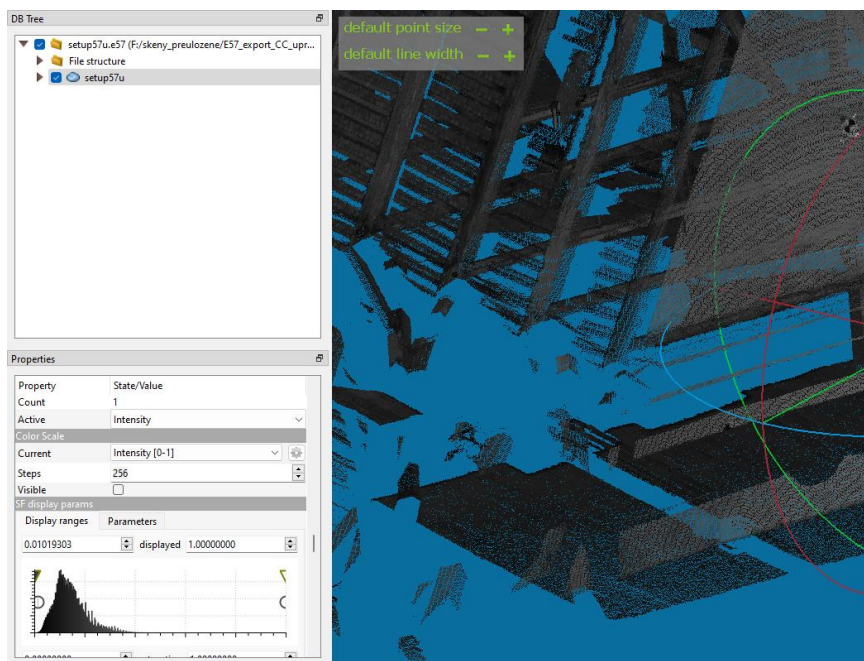 DB Tree
setup57u.e57 (F:/skeny_preulozene/E57_export_CC_upr...
File structure
setup57u
Properties
Property State/Value
Count 1
Active Intensity
Color Scale
Current Intensity [0-1]
Steps 256
Visible
SF display params
Display ranges Parameters
0.01019303 displayed 1.00000000
default point size − +
default line width − +